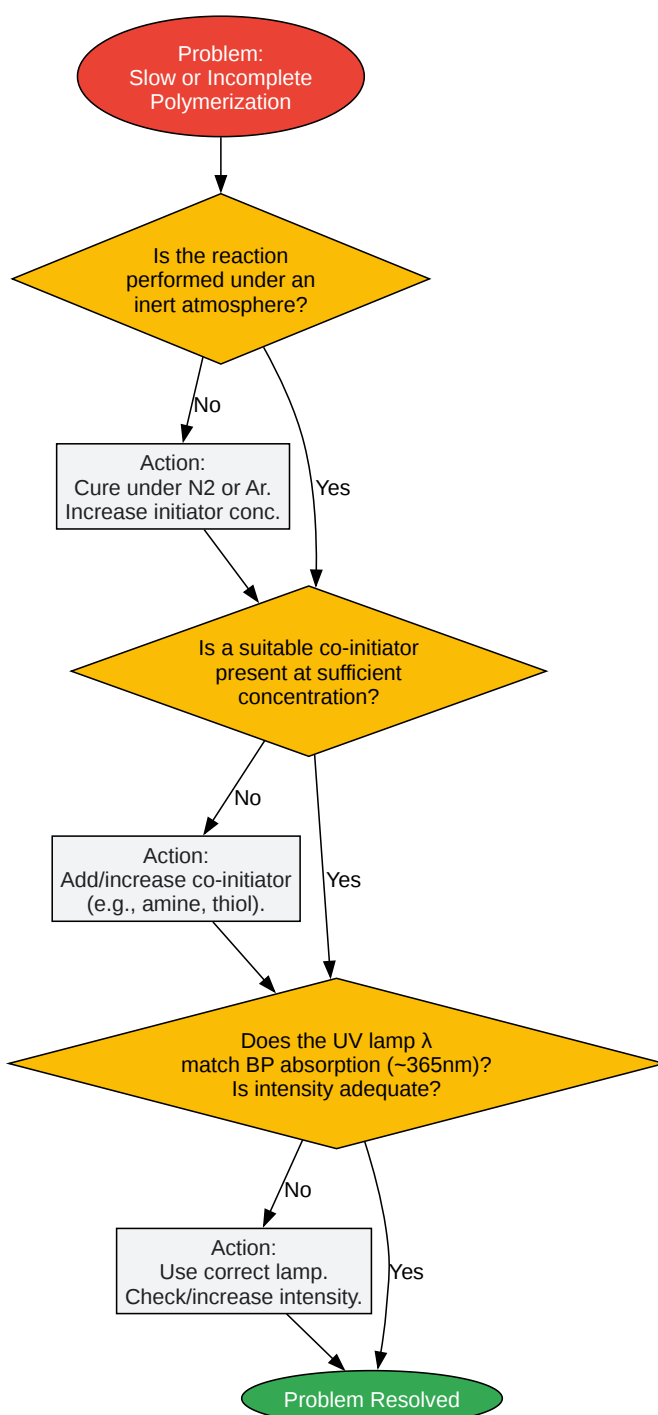 Problem:
Slow or Incomplete
Polymerization
Is the reaction
performed under an
inert atmosphere?
No
Action:
Cure under N2 or Ar.
Increase initiator conc.
Yes
Is a suitable co-initiator
present at sufficient
concentration?
No
Action:
Add/increase co-initiator
(e.g., amine, thiol).
Yes
Does the UV lamp λ
match BP absorption (~365nm)?
Is intensity adequate?
No
Action:
Use correct lamp.
Check/increase intensity.
Yes
Problem Resolved